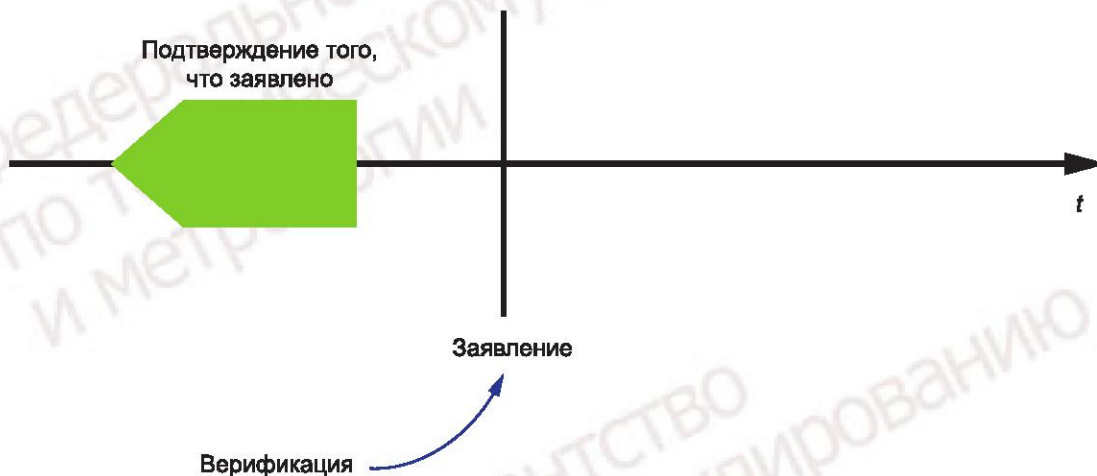 Подтверждение того,
что заявлено
t
Заявление
Верификация